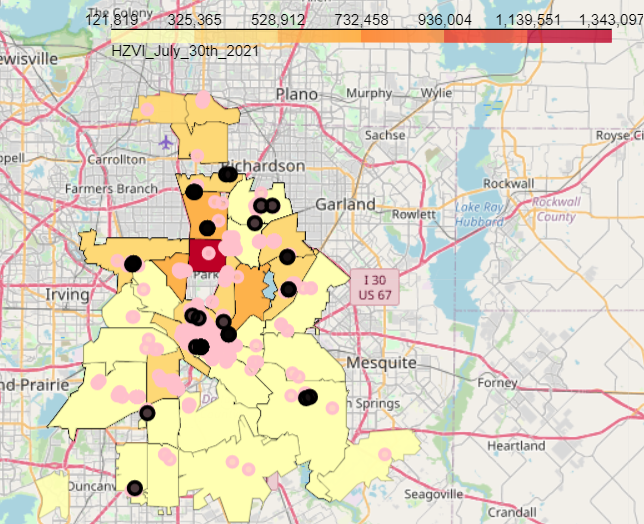 The Colony
121,819 325,365 528,912 732,458 936,004 1,139,551 1,343,097
HZVI_July_30th_2021
ewisville
Plano
Murphy
Wylie
Sachse
Royse Ci
ppell
Carrollton
Richardson
Farmers Branch
Garland
Rockwall
Rowlett
Lake Ray
Hubbard
Rockwall
County
Park
Irving
I 30
US 67
Mesquite
nd Prairie
Forney
n Springs
Heartland
Duncanv
Seagoville
Crandall